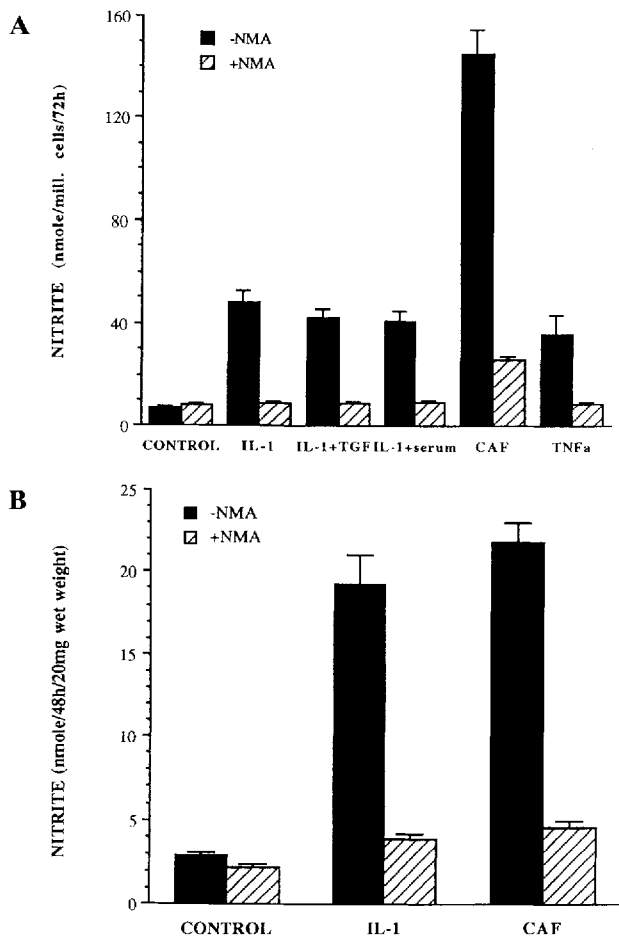 A
NITRITE (nmole/mill. cells/72h)
-NMA
+NMA
160
120
80
40
0
CONTROL IL-1 IL-1+TGF IL-1+serum CAF TNFa
B
NITRITE (nmole/48h/20mg wet weight)
-NMA
+NMA
25
20
15
10
5
0
CONTROL IL-1 CAF